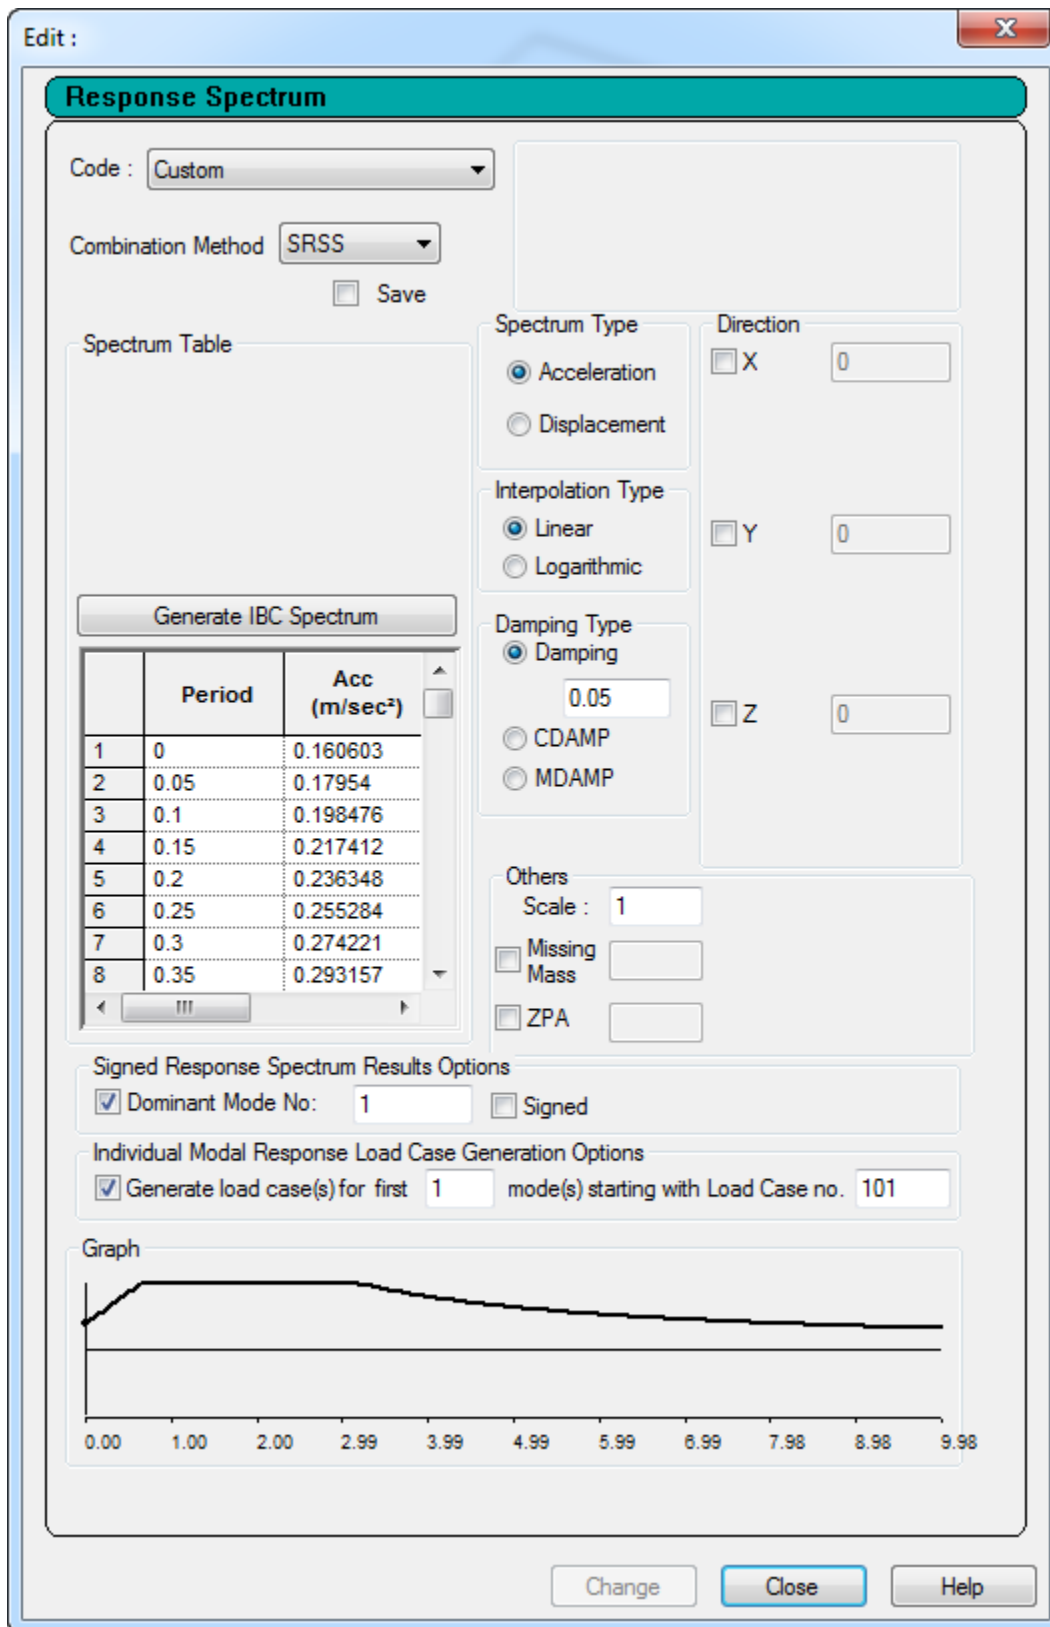 Edit :
Response Spectrum
Code : Custom
Combination Method SRSS
Save
Spectrum Table
Generate IBC Spectrum
Period Acc (m/sec²)
1 0 0.160603
2 0.05 0.17954
3 0.1 0.198476
4 0.15 0.217412
5 0.2 0.236348
6 0.25 0.255284
7 0.3 0.274221
8 0.35 0.293157
Spectrum Type
Acceleration
Displacement
Interpolation Type
Linear
Logarithmic
Damping Type
Damping
0.05
CDAMP
MDAMP
Direction
X 0
Y 0
Z 0
Others
Scale : 1
Missing
Mass
ZPA
Signed Response Spectrum Results Options
Dominant Mode No: 1 Signed
Individual Modal Response Load Case Generation Options
Generate load case(s) for first 1 mode(s) starting with Load Case no. 101
Graph
0.00 1.00 2.00 2.99 3.99 4.99 5.99 6.99 7.98 8.98 9.98
Change Close Help